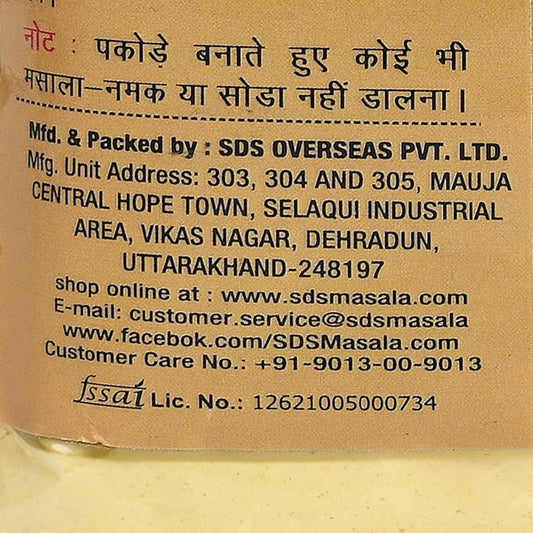 नोट : पकोड़े बनाते हुए कोई भी
मसाला–नमक या सोडा नहीं डालना।
Mfd. & Packed by : SDS OVERSEAS PVT. LTD.
Mfg. Unit Address: 303, 304 AND 305, MAUJA
CENTRAL HOPE TOWN, SELAQUI INDUSTRIAL
AREA, VIKAS NAGAR, DEHRADUN,
UTTARAKHAND-248197
shop online at : www.sdsmasala.com
E-mail: customer.service@sdsmasala
www.facebok.com/SDSMasala.com
Customer Care No.: +91-9013-00-9013
fssai Lic. No.: 12621005000734